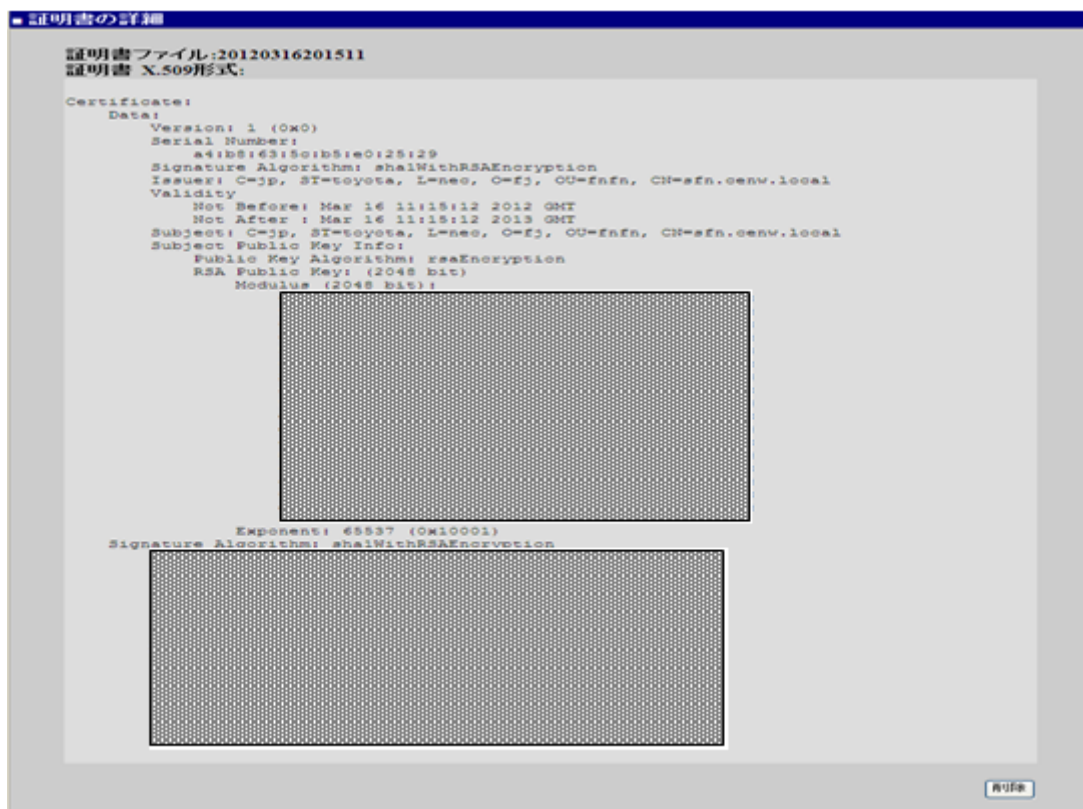 証明書の詳細
証明書ファイル:20120316201511
証明書 X.509形式:
Certificate:
Data:
Version: 1 (0x0)
Serial Number:
a4:b8:63:5c:b5:e0:25:29
Signature Algorithm: sha1WithRSAEncryption
Issuer: C=jp, ST=toyota, L=nec, O=fj, OU=fnfn, CN=sfn.cenw.local
Validity
Not Before: Mar 16 11:15:12 2012 GMT
Not After : Mar 16 11:15:12 2013 GMT
Subject: C=jp, ST=toyota, L=nec, O=fj, OU=fnfn, CN=sfn.cenw.local
Subject Public Key Info:
Public Key Algorithm: rsaEncryption
RSA Public Key: (2048 bit)
Modulus (2048 bit):
Exponent: 65537 (0x10001)
Signature Algorithm: sha1WithRSAEncryption
削除